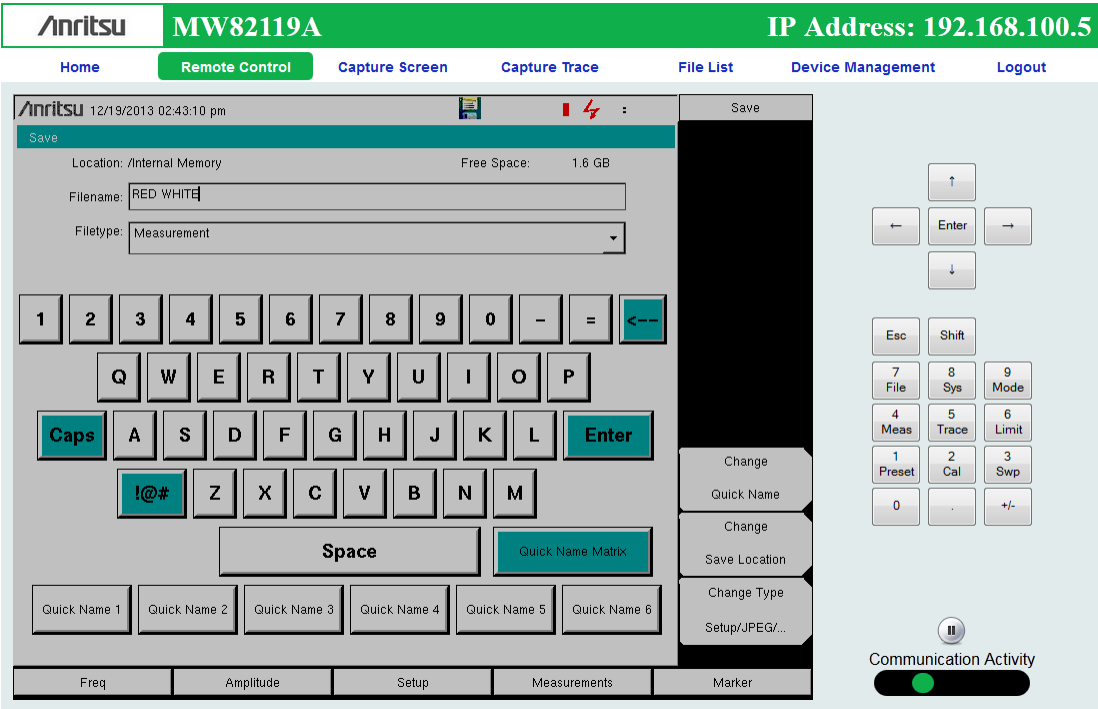 Anritsu MW82119A IP Address: 192.168.100.5
Home Remote Control Capture Screen Capture Trace File List Device Management Logout
Anritsu 12/19/2013 02:43:10 pm :
Save
Save
Location: /Internal Memory Free Space: 1.6 GB
Filename: RED WHITE
Filetype: Measurement
1 2 3 4 5 6 7 8 9 0 - = <--
Q W E R T Y U I O P
Caps A S D F G H J K L Enter
!@# Z X C V B N M
Space Quick Name Matrix
Quick Name 1 Quick Name 2 Quick Name 3 Quick Name 4 Quick Name 5 Quick Name 6
Change
Quick Name
Change
Save Location
Change Type
Setup/JPEG/...
Freq Amplitude Setup Measurements Marker
↑
← Enter →
↓
Esc Shift
7 8 9
File Sys Mode
4 5 6
Meas Trace Limit
1 2 3
Preset Cal Swp
0 . +/-
Communication Activity